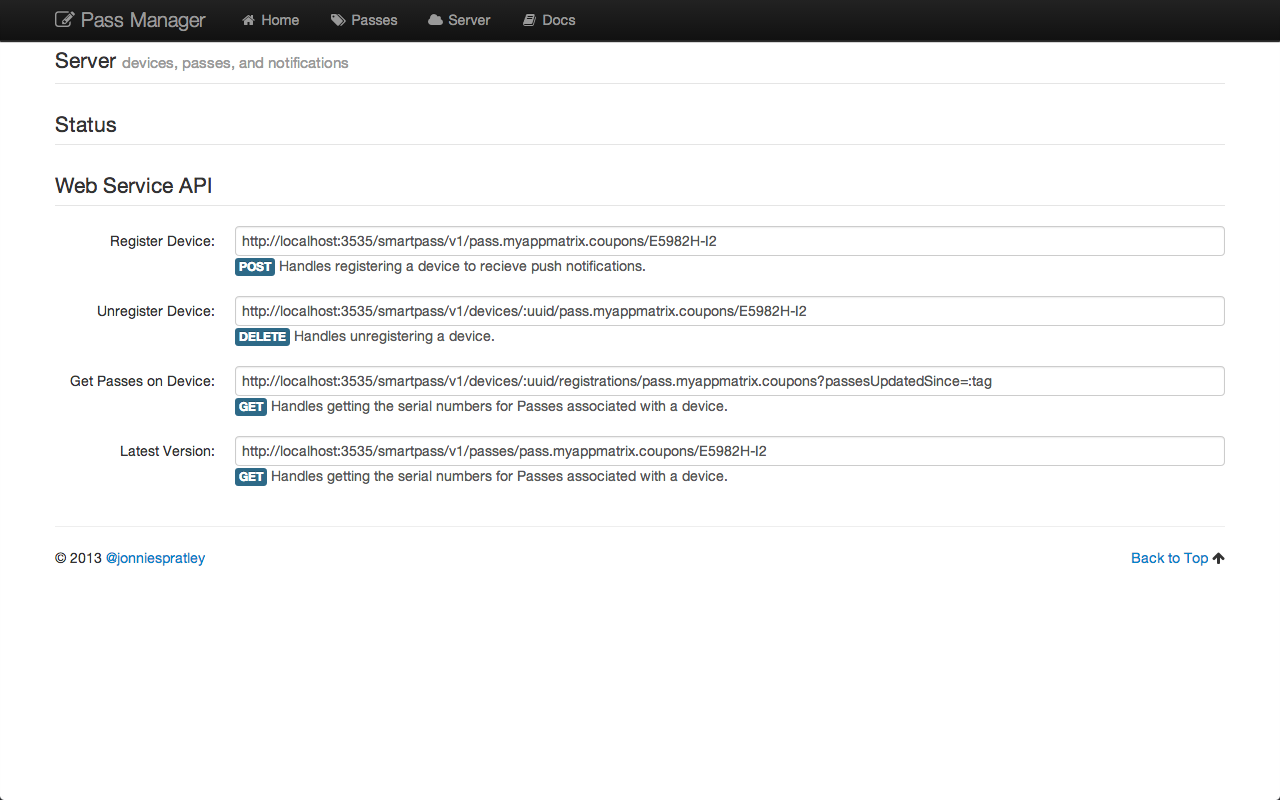 Pass Manager Home Passes Server Docs
Server devices, passes, and notifications
Status
Web Service API
Register Device: http://localhost:3535/smartpass/v1/pass.myappmatrix.coupons/E5982H-I2
POST Handles registering a device to recieve push notifications.
Unregister Device: http://localhost:3535/smartpass/v1/devices/:uuid/pass.myappmatrix.coupons/E5982H-I2
DELETE Handles unregistering a device.
Get Passes on Device: http://localhost:3535/smartpass/v1/devices/:uuid/registrations/pass.myappmatrix.coupons?passesUpdatedSince=:tag
GET Handles getting the serial numbers for Passes associated with a device.
Latest Version: http://localhost:3535/smartpass/v1/passes/pass.myappmatrix.coupons/E5982H-I2
GET Handles getting the serial numbers for Passes associated with a device.
© 2013 @jonniespratley Back to Top